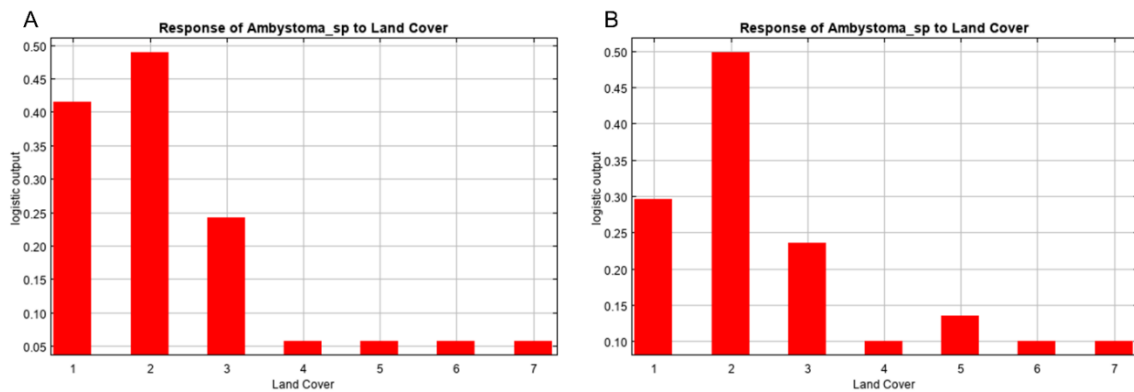 A
Response of Ambystoma_sp to Land Cover
logistic output
0.50
0.45
0.40
0.35
0.30
0.25
0.20
0.15
0.10
0.05
1 2 3 4 5 6 7
Land Cover
B
Response of Ambystoma_sp to Land Cover
logistic output
0.50
0.45
0.40
0.35
0.30
0.25
0.20
0.15
0.10
1 2 3 4 5 6 7
Land Cover